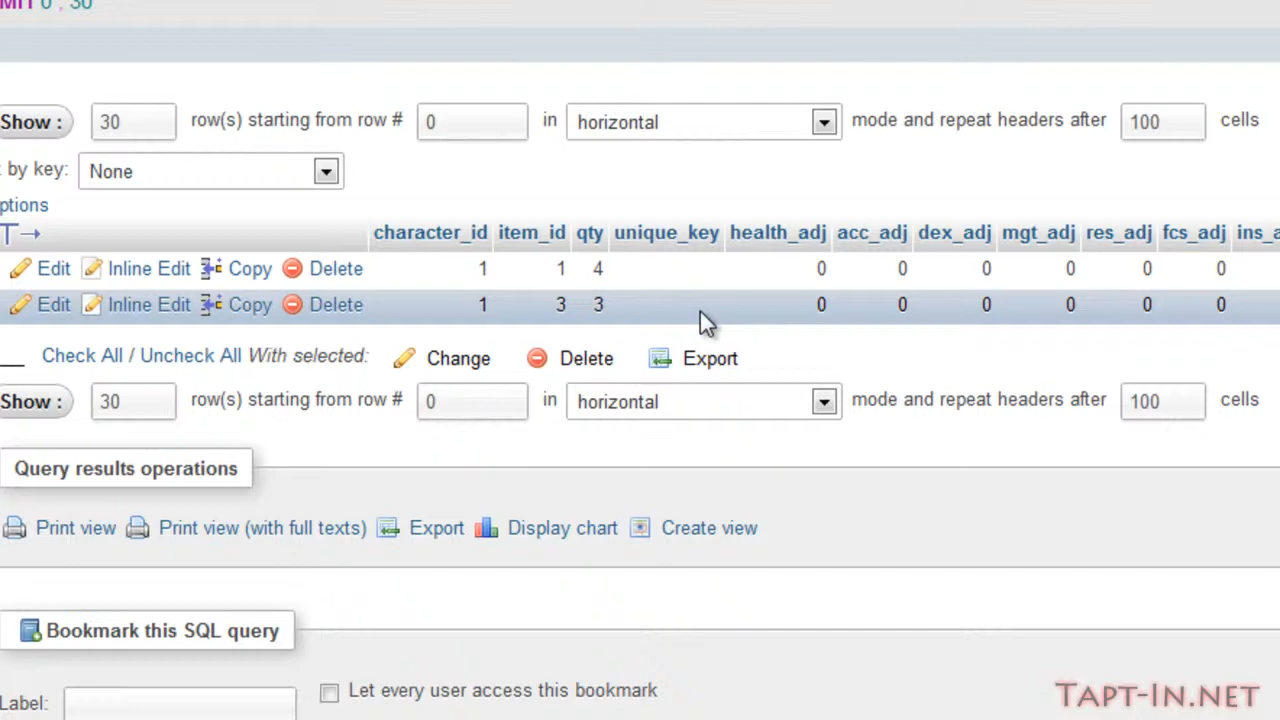 MIT 0 , 30
Show : 30 row(s) starting from row # 0 in horizontal mode and repeat headers after 100 cells
by key: None
ptions
T character_id item_id qty unique_key health_adj acc_adj dex_adj mgt_adj res_adj fcs_adj ins_a
Edit Inline Edit Copy Delete 1 1 4 0 0 0 0 0 0
Edit Inline Edit Copy Delete 1 3 3 0 0 0 0 0 0
Check All / Uncheck All With selected: Change Delete Export
Show : 30 row(s) starting from row # 0 in horizontal mode and repeat headers after 100 cells
Query results operations
Print view Print view (with full texts) Export Display chart Create view
Bookmark this SQL query
Label: Let every user access this bookmark
Tapt-In.net